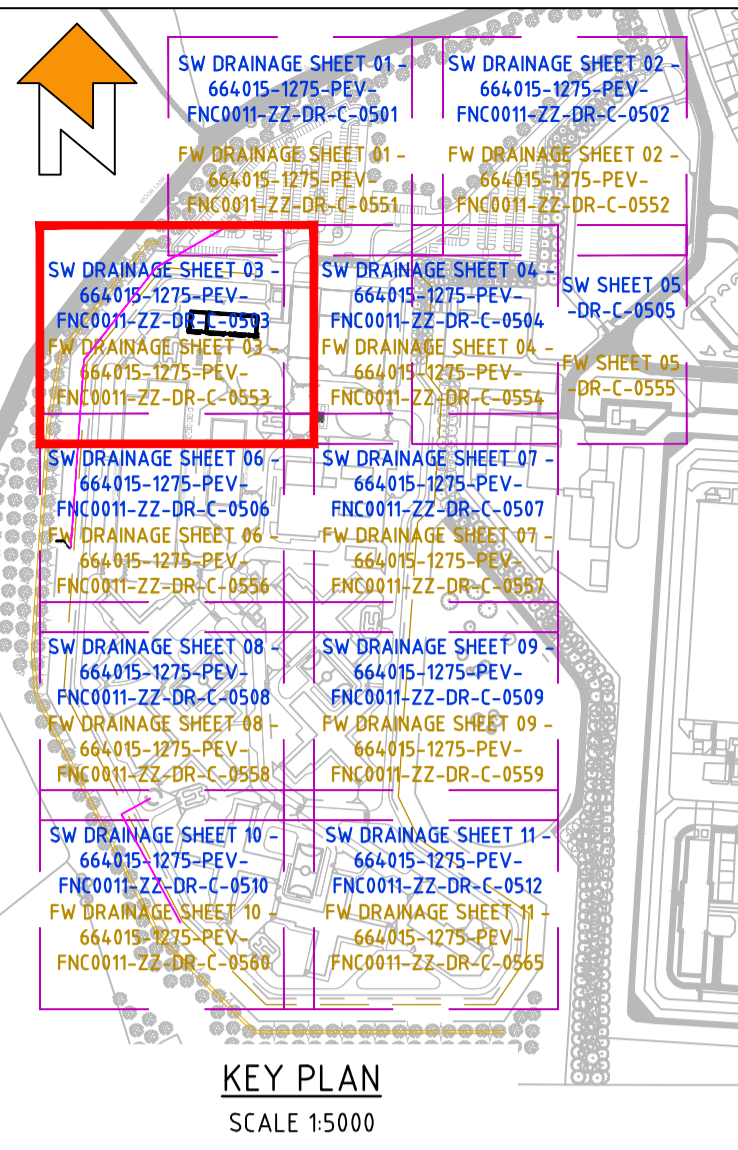 N
SW DRAINAGE SHEET 01 -
664015-1275-PEV-
FNC0011-ZZ-DR-C-0501
FW DRAINAGE SHEET 01 -
664015-1275-PEV-
FNC0011-ZZ-DR-C-0551
SW DRAINAGE SHEET 02 -
664015-1275-PEV-
FNC0011-ZZ-DR-C-0502
FW DRAINAGE SHEET 02 -
664015-1275-PEV-
FNC0011-ZZ-DR-C-0552
SW DRAINAGE SHEET 03 -
664015-1275-PEV-
FNC0011-ZZ-DR-C-0503
FW DRAINAGE SHEET 03 -
664015-1275-PEV-
FNC0011-ZZ-DR-C-0553
SW DRAINAGE SHEET 04 -
664015-1275-PEV-
FNC0011-ZZ-DR-C-0504
FW DRAINAGE SHEET 04 -
664015-1275-PEV-
FNC0011-ZZ-DR-C-0554
SW SHEET 05
-DR-C-0505
FW SHEET 05
-DR-C-0555
SW DRAINAGE SHEET 06 -
664015-1275-PEV-
FNC0011-ZZ-DR-C-0506
FW DRAINAGE SHEET 06 -
664015-1275-PEV-
FNC0011-ZZ-DR-C-0556
SW DRAINAGE SHEET 07 -
664015-1275-PEV-
FNC0011-ZZ-DR-C-0507
FW DRAINAGE SHEET 07 -
664015-1275-PEV-
FNC0011-ZZ-DR-C-0557
SW DRAINAGE SHEET 08 -
664015-1275-PEV-
FNC0011-ZZ-DR-C-0508
FW DRAINAGE SHEET 08 -
664015-1275-PEV-
FNC0011-ZZ-DR-C-0558
SW DRAINAGE SHEET 09 -
664015-1275-PEV-
FNC0011-ZZ-DR-C-0509
FW DRAINAGE SHEET 09 -
664015-1275-PEV-
FNC0011-ZZ-DR-C-0559
SW DRAINAGE SHEET 10 -
664015-1275-PEV-
FNC0011-ZZ-DR-C-0510
FW DRAINAGE SHEET 10 -
664015-1275-PEV-
FNC0011-ZZ-DR-C-0560
SW DRAINAGE SHEET 11 -
664015-1275-PEV-
FNC0011-ZZ-DR-C-0512
FW DRAINAGE SHEET 11 -
664015-1275-PEV-
FNC0011-ZZ-DR-C-0565
KEY PLAN
SCALE 1:5000